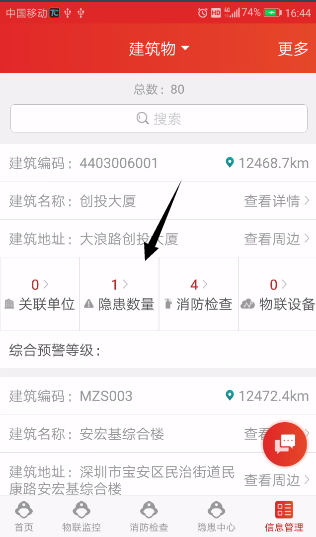 中国移动 74% 16:44
建筑物 更多
总数：80
搜索
建筑编码：4403006001 12468.7km
建筑名称：创投大厦 查看详情
建筑地址：大浪路创投大厦 查看周边
0 1 4 0
关联单位 隐患数量 消防检查 物联设备
综合预警等级：
建筑编码：MZS003 12472.4km
建筑名称：安宏基综合楼 查看
建筑地址：深圳市宝安区民治街道民康路安宏基综合楼 查看周边
首页 物联监控 消防检查 隐患中心 信息管理